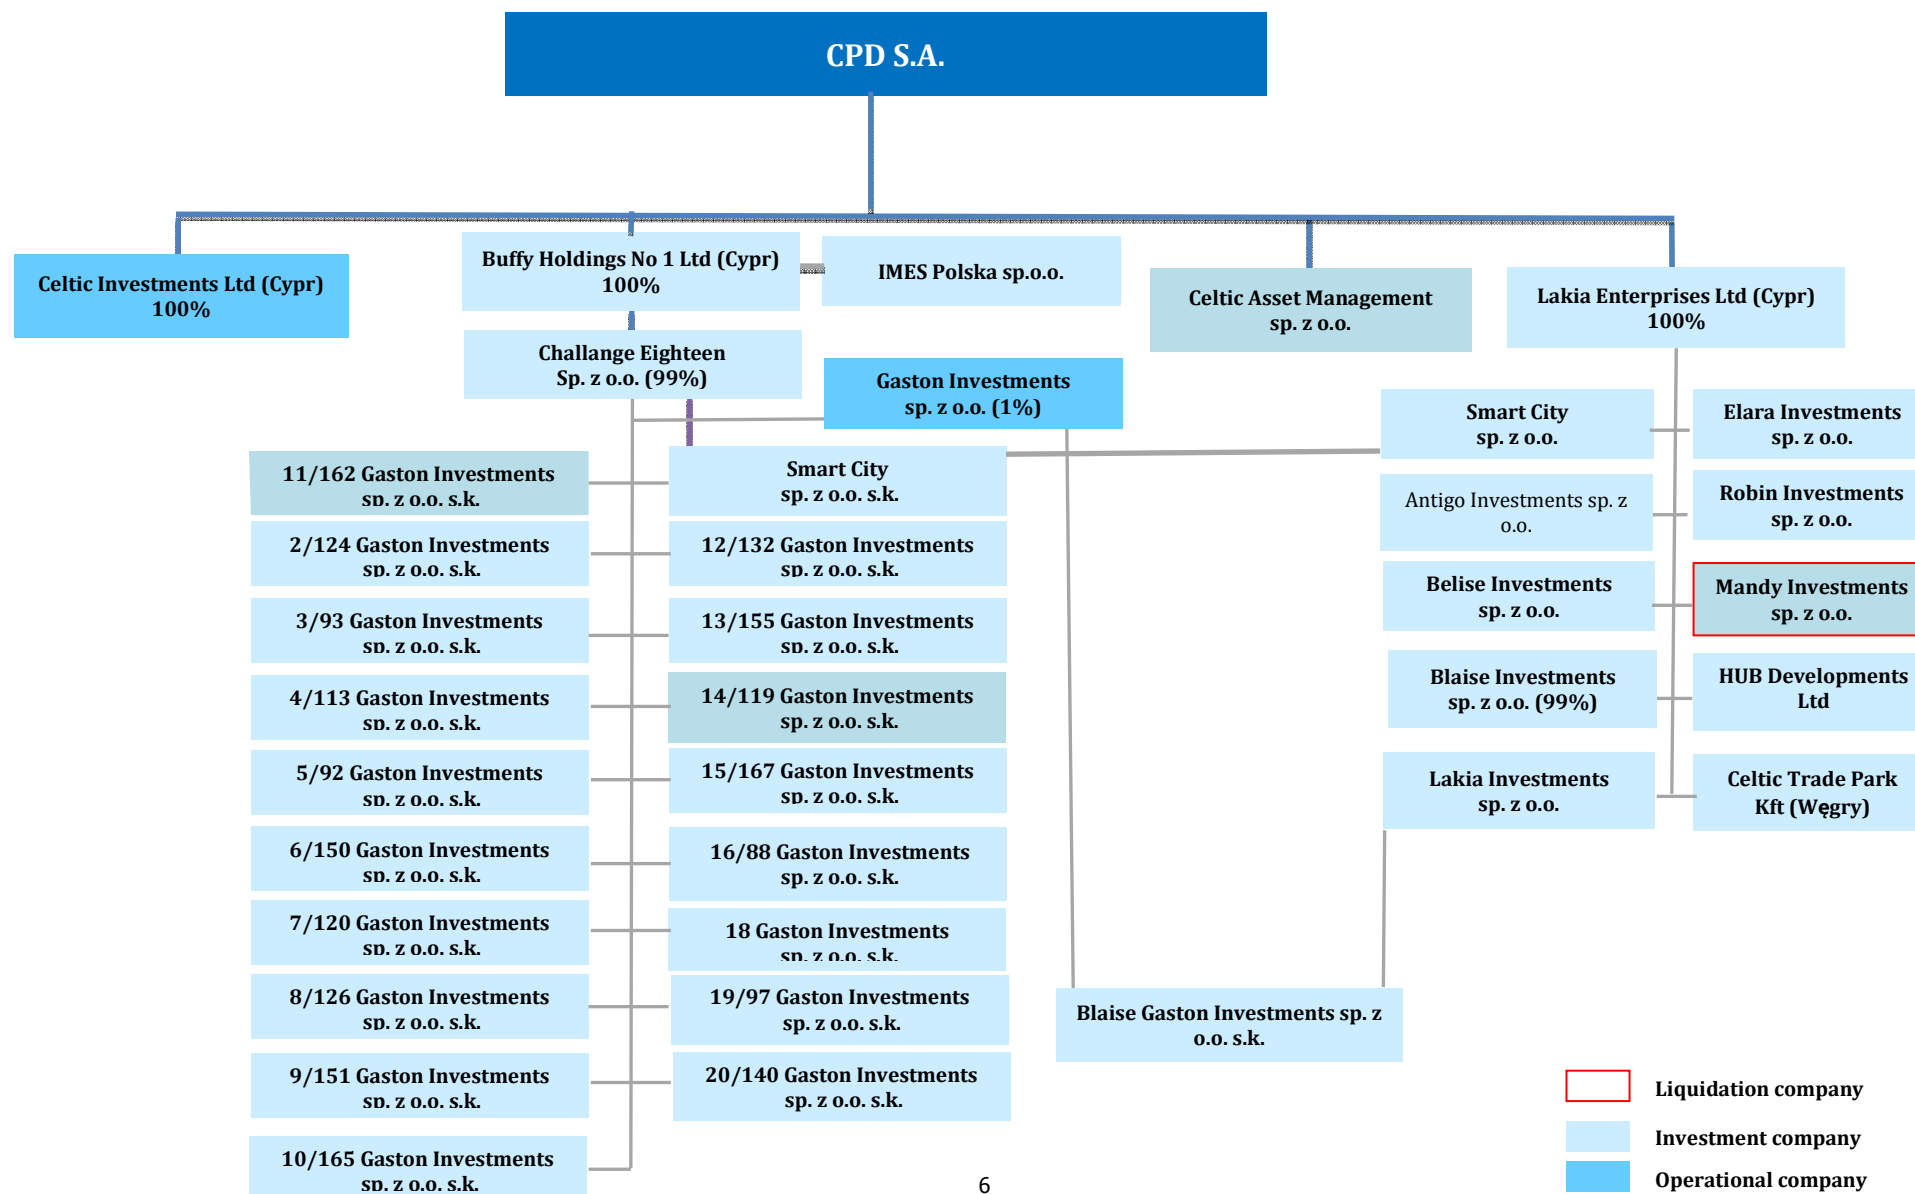 CPD S.A.
Celtic Investments Ltd (Cypr)
100%
Buffy Holdings No 1 Ltd (Cypr)
100%
IMES Polska sp.o.o.
Celtic Asset Management
sp. z o.o.
Lakia Enterprises Ltd (Cypr)
100%
Challange Eighteen
Sp. z o.o. (99%)
Gaston Investments
sp. z o.o. (1%)
11/162 Gaston Investments
sp. z o.o. s.k.
2/124 Gaston Investments
sp. z o.o. s.k.
3/93 Gaston Investments
sp. z o.o. s.k.
4/113 Gaston Investments
sp. z o.o. s.k.
5/92 Gaston Investments
sp. z o.o. s.k.
6/150 Gaston Investments
sp. z o.o. s.k.
7/120 Gaston Investments
sp. z o.o. s.k.
8/126 Gaston Investments
sp. z o.o. s.k.
9/151 Gaston Investments
sp. z o.o. s.k.
10/165 Gaston Investments
sp. z o.o. s.k.
Smart City
sp. z o.o. s.k.
12/132 Gaston Investments
sp. z o.o. s.k.
13/155 Gaston Investments
sp. z o.o. s.k.
14/119 Gaston Investments
sp. z o.o. s.k.
15/167 Gaston Investments
sp. z o.o. s.k.
16/88 Gaston Investments
sp. z o.o. s.k.
18 Gaston Investments
sp. z o.o. s.k.
19/97 Gaston Investments
sp. z o.o. s.k.
20/140 Gaston Investments
sp. z o.o. s.k.
Smart City
sp. z o.o.
Antigo Investments sp. z
o.o.
Belise Investments
sp. z o.o.
Blaise Investments
sp. z o.o. (99%)
Lakia Investments
sp. z o.o.
Elara Investments
sp. z o.o.
Robin Investments
sp. z o.o.
Mandy Investments
sp. z o.o.
HUB Developments
Ltd
Celtic Trade Park
Kft (Węgry)
Blaise Gaston Investments sp. z
o.o. s.k.
Liquidation company
Investment company
Operational company
6